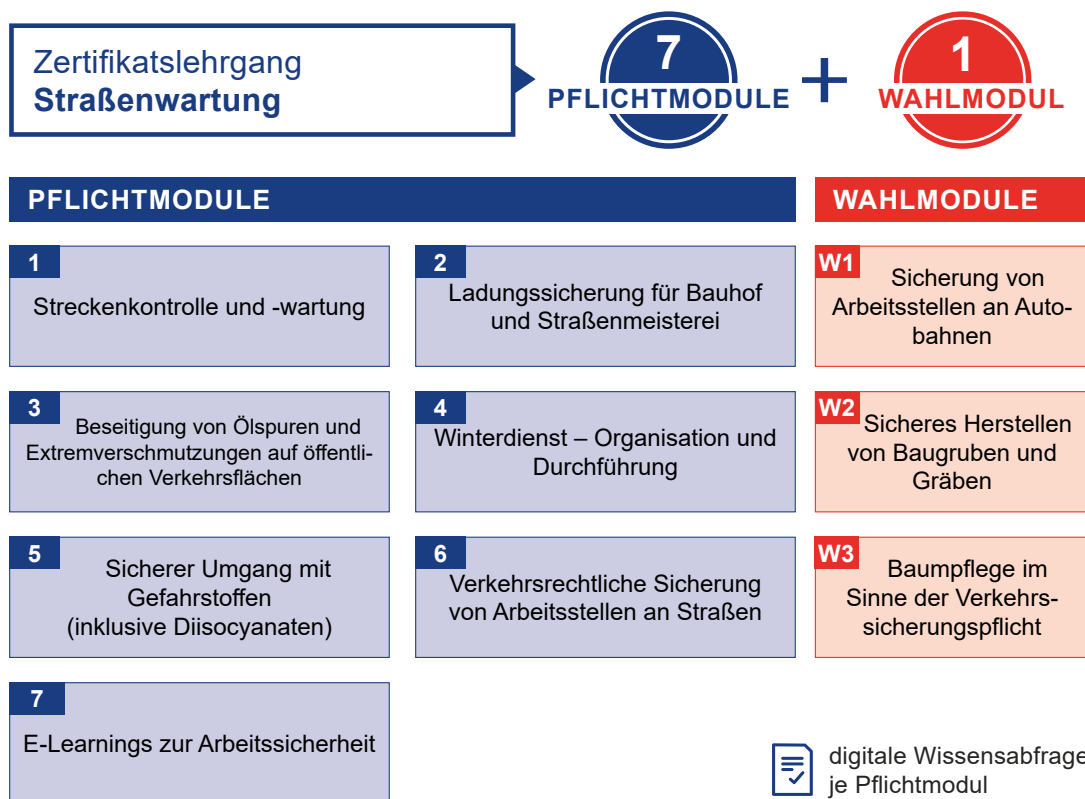 Zertifikatslehrgang
Straßenwartung
7
PFLICHTMODULE
+
1
WAHLMODUL
PFLICHTMODULE
WAHLMODULE
1
Streckenkontrolle und -wartung
2
Ladungssicherung für Bauhof
und Straßenmeisterei
W1
Sicherung von
Arbeitsstellen an Auto-
bahnen
3
Beseitigung von Ölspuren und
Extremverschmutzungen auf öffentli-
chen Verkehrsflächen
4
Winterdienst – Organisation und
Durchführung
W2
Sicheres Herstellen
von Baugruben und
Gräben
5
Sicherer Umgang mit
Gefahrstoffen
(inklusive Diisocyanaten)
6
Verkehrsrechtliche Sicherung
von Arbeitsstellen an Straßen
W3
Baumpflege im
Sinne der Verkehrs-
sicherungspflicht
7
E-Learnings zur Arbeitssicherheit
digitale Wissensabfrage
je Pflichtmodul